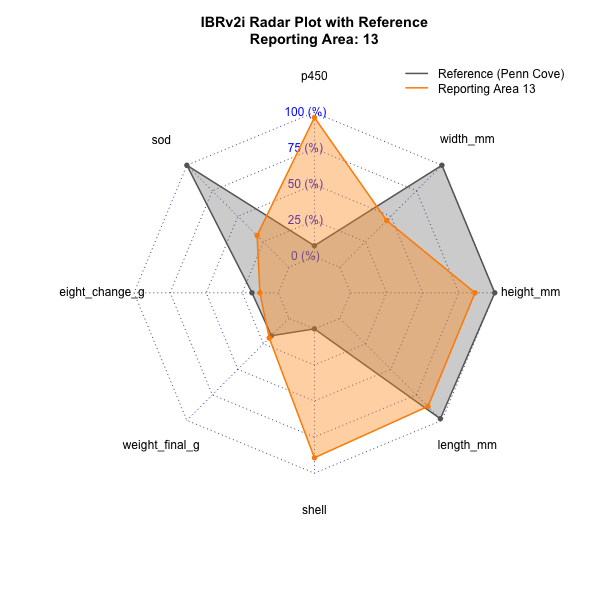 IBRv2i Radar Plot with Reference
Reporting Area: 13
p450
Reference (Penn Cove)
Reporting Area 13
100 (%)
75 (%)
50 (%)
25 (%)
0 (%)
sod
width_mm
eight_change_g
height_mm
weight_final_g
length_mm
shell